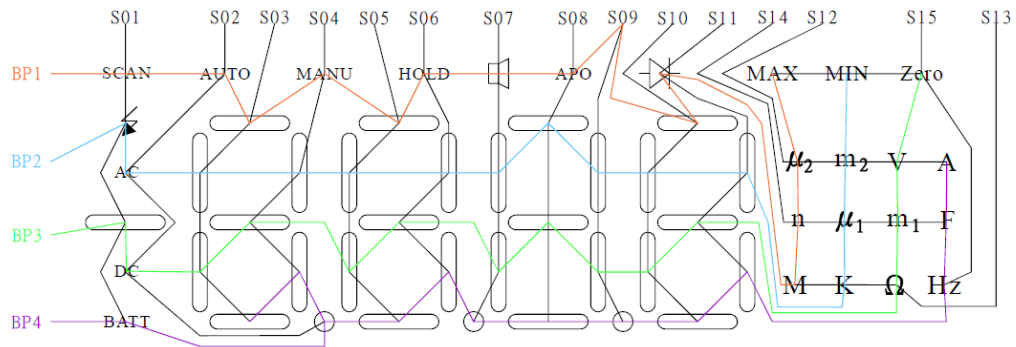 S01 S02 S03 S04 S05 S06 S07 S08 S09 S10 S11 S14 S12 S15 S13
BP1 SCAN AUTO MANU HOLD APO MAX MIN Zero
BP2 AC μ2 m2 V A
BP3 n μ1 m1 F
DC M K Ω Hz
BP4 BATT